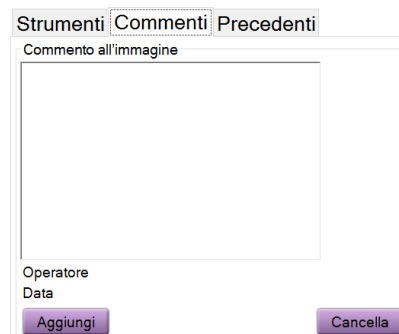 Strumenti Commenti Precedenti
Commento all'immagine
Operatore
Data
Aggiungi Cancella